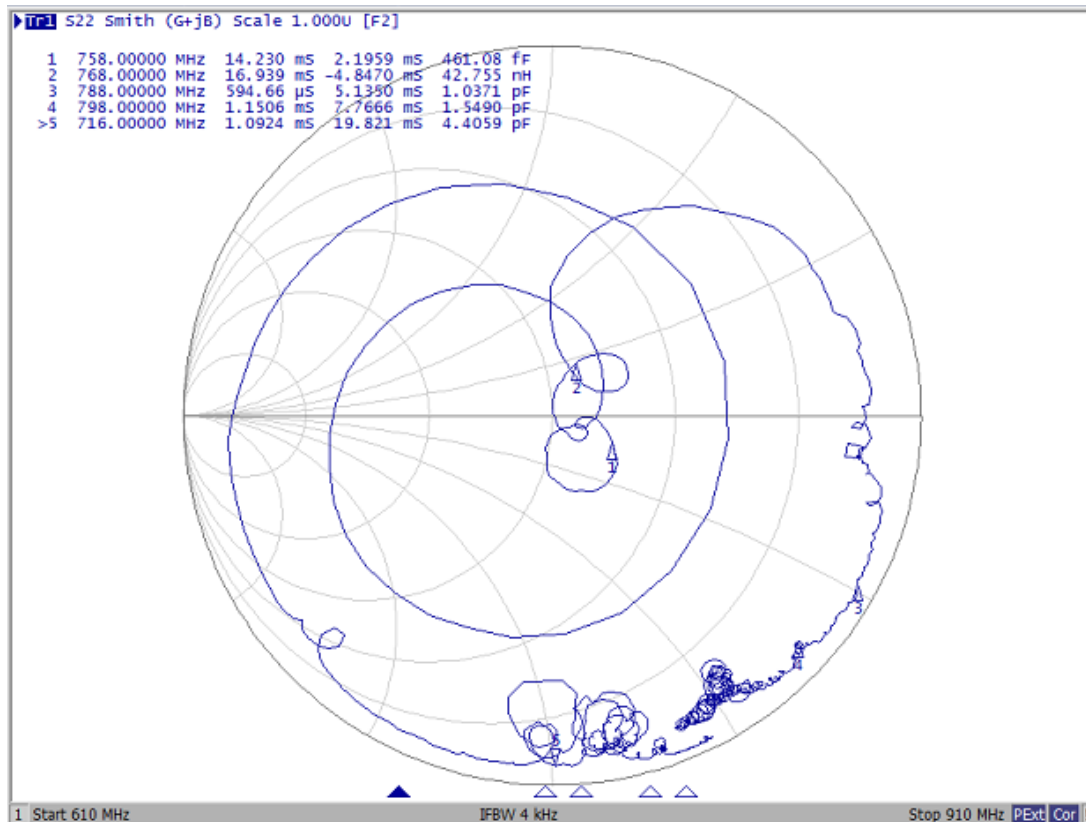 Tr1 S22 Smith (G+jB) Scale 1.000U [F2]
1 758.00000 MHz 14.230 mS 2.1959 mS 461.08 fF
2 768.00000 MHz 16.939 mS -4.8470 mS 42.755 nH
3 788.00000 MHz 594.66 µS 5.1350 mS 1.0371 pF
4 798.00000 MHz 1.1506 mS 7.7666 mS 1.5490 pF
>5 716.00000 MHz 1.0924 mS 19.821 mS 4.4059 pF
2
1
3
1 Start 610 MHz IFBW 4 kHz Stop 910 MHz PExt Cor